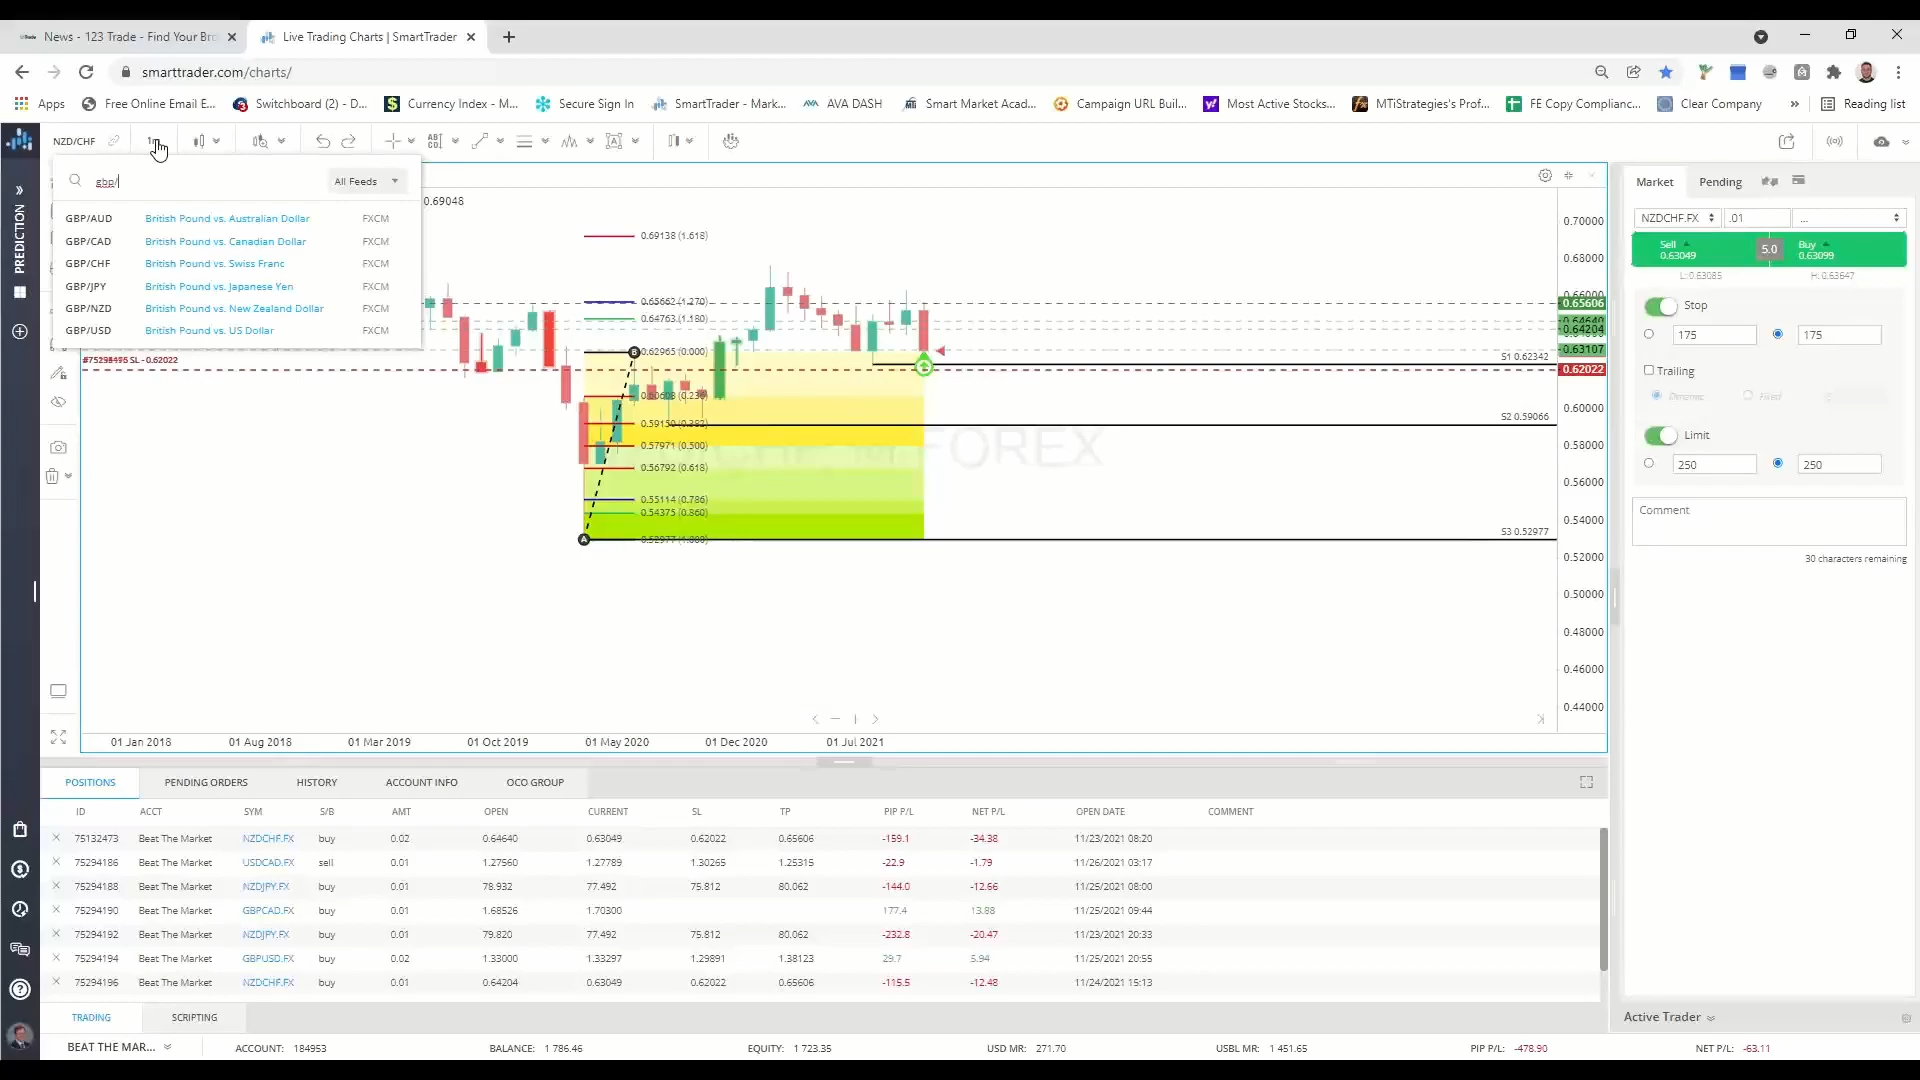 News - 123 Trade - Find Your Bro
Live Trading Charts | SmartTrader
smarttrader.com/charts/
Apps
Free Online Email E...
Switchboard (2) - D...
Currency Index - M...
Secure Sign In
SmartTrader - Mark...
AVA DASH
Smart Market Acad...
Campaign URL Buil...
Most Active Stocks...
MTiStrategies's Prof...
FE Copy Complianc...
Clear Company
»
Reading list
NZD/CHF
gbp/
All Feeds
GBP/AUD British Pound vs. Australian Dollar FXCM
GBP/CAD British Pound vs. Canadian Dollar FXCM
GBP/CHF British Pound vs. Swiss Franc FXCM
GBP/JPY British Pound vs. Japanese Yen FXCM
GBP/NZD British Pound vs. New Zealand Dollar FXCM
GBP/USD British Pound vs. US Dollar FXCM
PREDICTION
0.69048
0.69138 (1.618)
0.65662 (1.270)
0.64763 (1.180)
0.62965 (0.000)
0.60608 (0.236)
0.59150 (0.382)
0.57971 (0.500)
0.56792 (0.618)
0.55114 (0.786)
0.54375 (0.860)
0.52977 (1.000)
B
A
SL - 0.62022
FOREX
S1 0.62342
S2 0.59066
S3 0.52977
0.70000
0.68000
0.65606
0.64640
0.64204
0.63107
0.62022
0.60000
0.58000
0.56000
0.54000
0.52000
0.50000
0.48000
0.46000
0.44000
01 Jan 2018 01 Aug 2018 01 Mar 2019 01 Oct 2019 01 May 2020 01 Dec 2020 01 Jul 2021
Market Pending
NZDCHF.FX .01 ...
Sell 5.0 Buy
0.63049 0.63099
L: 0.63085 H: 0.63647
Stop
175 175
Trailing
Dynamic Fixed
Limit
250 250
Comment
30 characters remaining
Active Trader
POSITIONS PENDING ORDERS HISTORY ACCOUNT INFO OCO GROUP
ID ACCT SYM S/B AMT OPEN CURRENT SL TP PIP P/L NET P/L OPEN DATE COMMENT
75132473 Beat The Market NZDCHF.FX buy 0.02 0.64640 0.63049 0.62022 0.65606 -159.1 -34.38 11/23/2021 08:20
75294186 Beat The Market USDCAD.FX sell 0.01 1.27560 1.27789 1.30265 1.25315 -22.9 -1.79 11/26/2021 03:17
75294188 Beat The Market NZDJPY.FX buy 0.01 78.932 77.492 75.812 80.062 -144.0 -12.66 11/25/2021 08:00
75294190 Beat The Market GBPCAD.FX buy 0.01 1.68526 1.70300 177.4 13.88 11/25/2021 09:44
75294192 Beat The Market NZDJPY.FX buy 0.01 79.820 77.492 75.812 80.062 -232.8 -20.47 11/23/2021 20:33
75294194 Beat The Market GBPUSD.FX buy 0.02 1.33000 1.33297 1.29891 1.38123 29.7 5.94 11/25/2021 20:55
75294196 Beat The Market NZDCHF.FX buy 0.01 0.64204 0.63049 0.62022 0.65606 -115.5 -12.48 11/24/2021 15:13
TRADING SCRIPTING
BEAT THE MAR... ACCOUNT: 184953 BALANCE: 1 786.46 EQUITY: 1 723.35 USD MR: 271.70 USBL MR: 1 451.65 PIP P/L: -478.90 NET P/L: -63.11